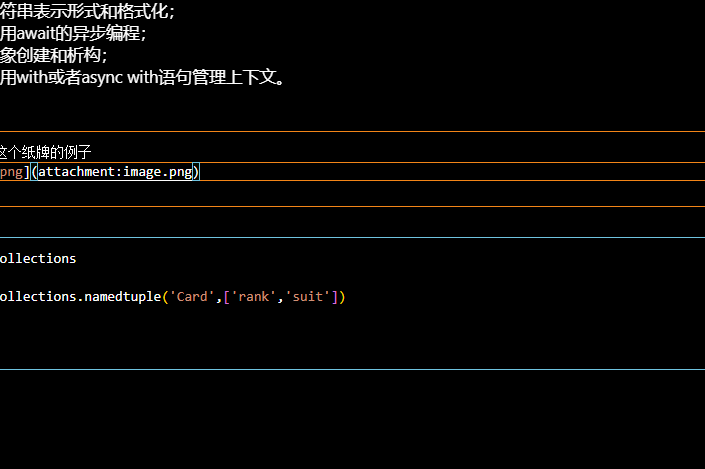 符串表示形式和格式化；
用await的异步编程；
象创建和析构；
用with或者async with语句管理上下文。
这个纸牌的例子
png](attachment:image.png)
ollections
ollections.namedtuple('Card',['rank','suit'])